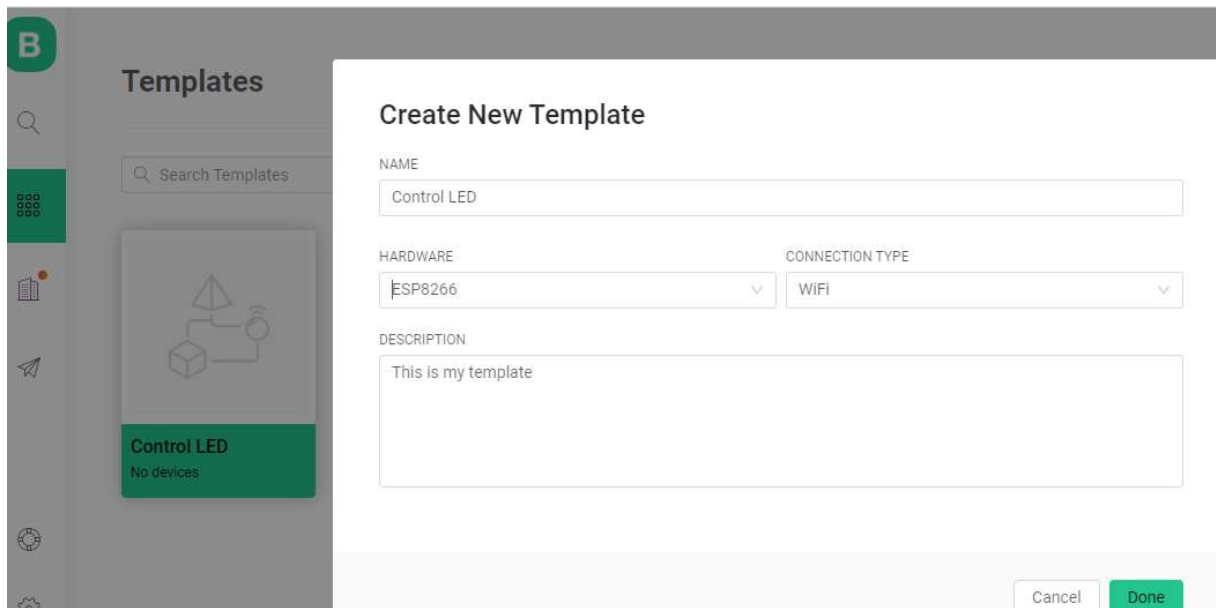 B
Templates
Search Templates
Control LED
No devices
Create New Template
NAME
Control LED
HARDWARE
CONNECTION TYPE
ESP8266
WiFi
DESCRIPTION
This is my template
Cancel
Done